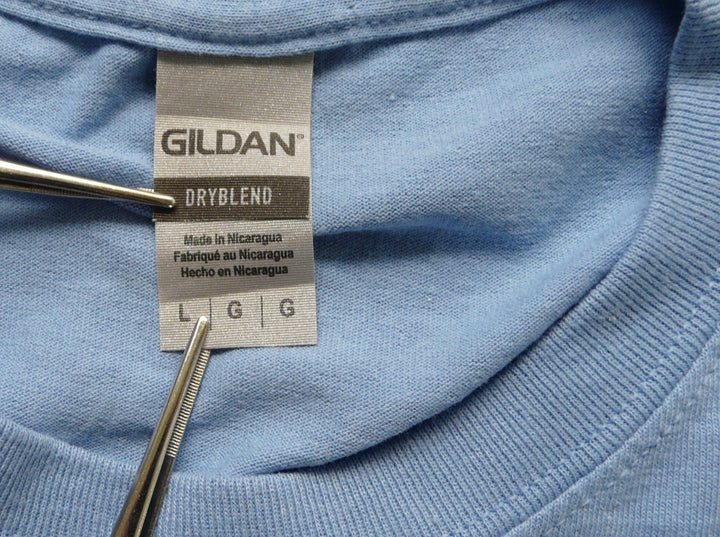 GILDAN®
DRYBLEND
Made in Nicaragua
Fabriqué au Nicaragua
Hecho en Nicaragua
L | G | G